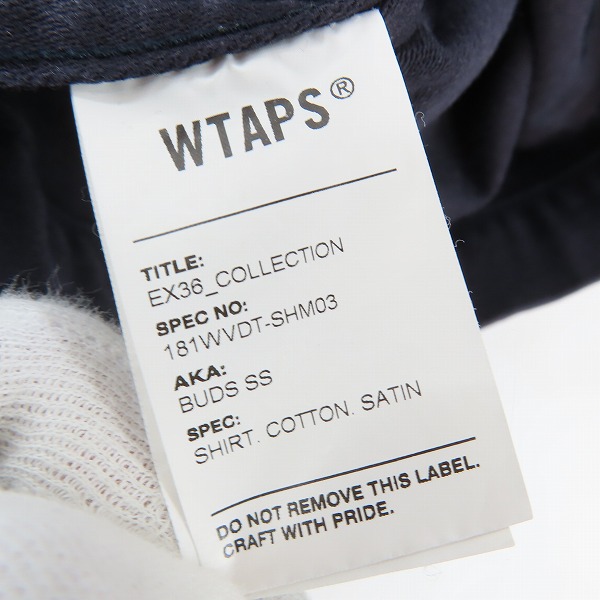 WTAPS®
TITLE:
EX36_COLLECTION
SPEC NO:
181WVDT-SHM03
AKA:
BUDS SS
SPEC:
SHIRT. COTTON. SATIN
DO NOT REMOVE THIS LABEL.
CRAFT WITH PRIDE.